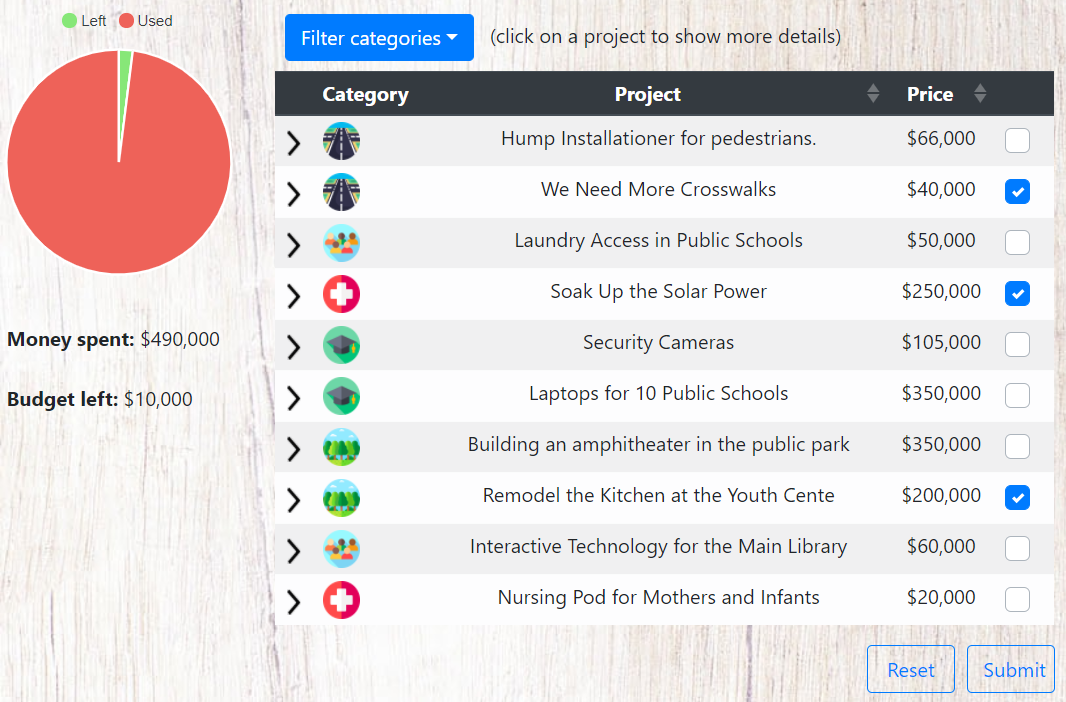 Left Used
Filter categories (click on a project to show more details)
Category Project Price
Hump Installationer for pedestrians. $66,000
We Need More Crosswalks $40,000
Laundry Access in Public Schools $50,000
Soak Up the Solar Power $250,000
Money spent: $490,000
Security Cameras $105,000
Budget left: $10,000
Laptops for 10 Public Schools $350,000
Building an amphitheater in the public park $350,000
Remodel the Kitchen at the Youth Cente $200,000
Interactive Technology for the Main Library $60,000
Nursing Pod for Mothers and Infants $20,000
Reset Submit